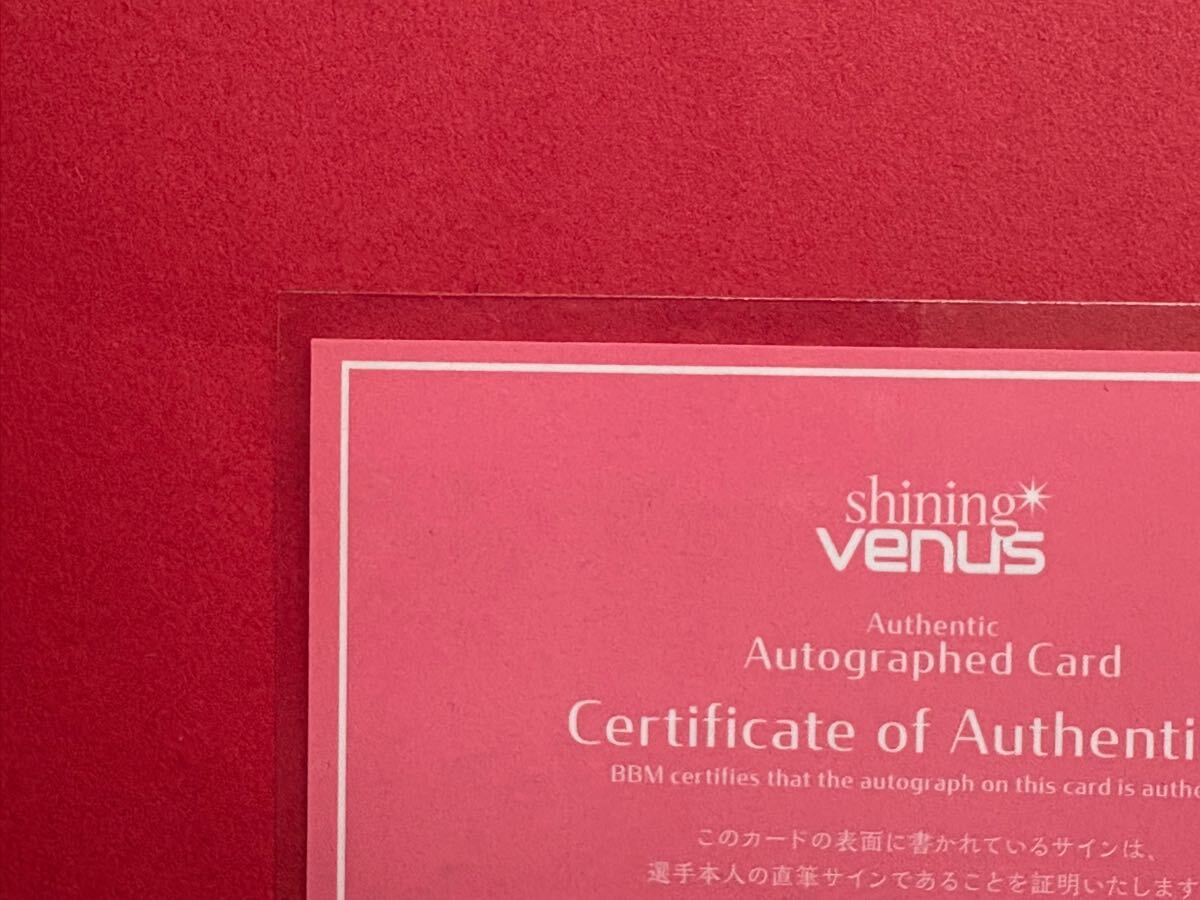 shining
venus
Authentic
Autographed Card
Certificate of Authenti
BBM certifies that the autograph on this card is authe
このカードの表面に書かれているサインは、
選手本人の直筆サインであることを証明いたします